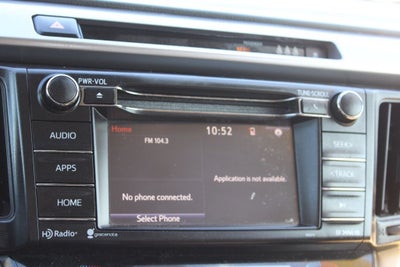 PWR•VOL
TUNE•SCROLL
AUDIO
APPS
HOME
Home
10:52
FM 104.3
Application is not available.
No phone connected.
Select Phone
SEEK
TRACK
HD Radio
gracenote